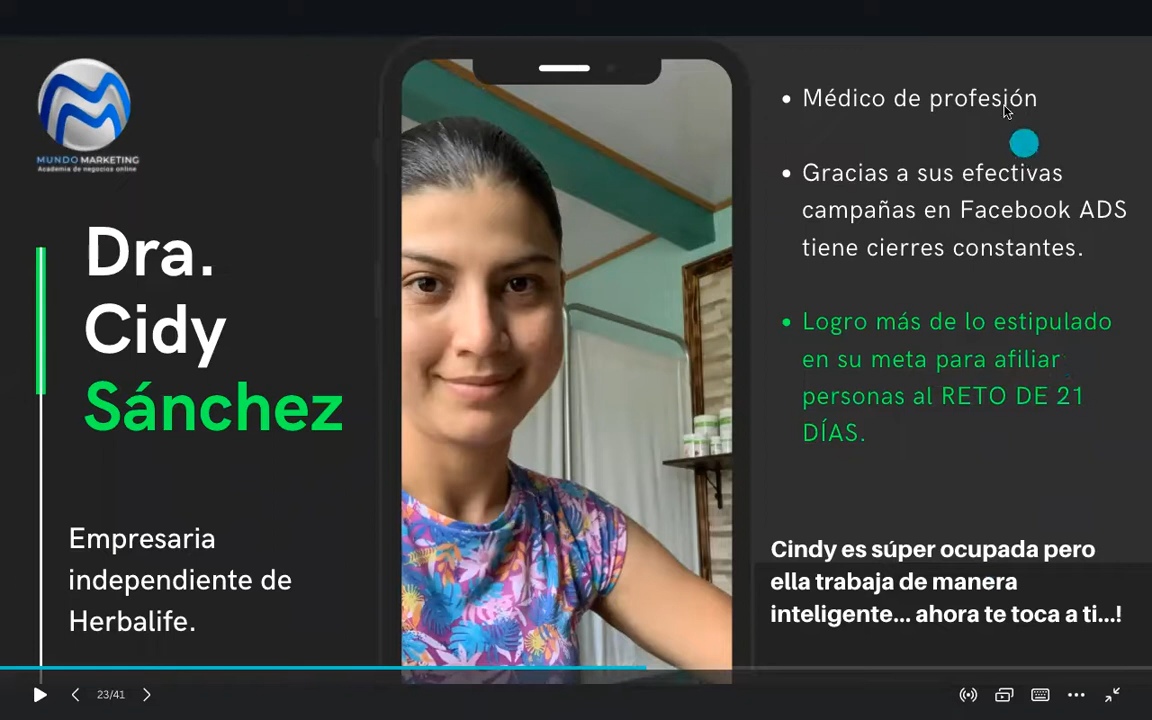 MUNDO MARKETING
Academia de negocios online
Dra.
Cidy
Sánchez
Empresaria
independiente de
Herbalife.
• Médico de profesión
• Gracias a sus efectivas
campañas en Facebook ADS
tiene cierres constantes.
• Logro más de lo estipulado
en su meta para afiliar
personas al RETO DE 21
DÍAS.
Cindy es súper ocupada pero
ella trabaja de manera
inteligente... ahora te toca a ti...!
23/41